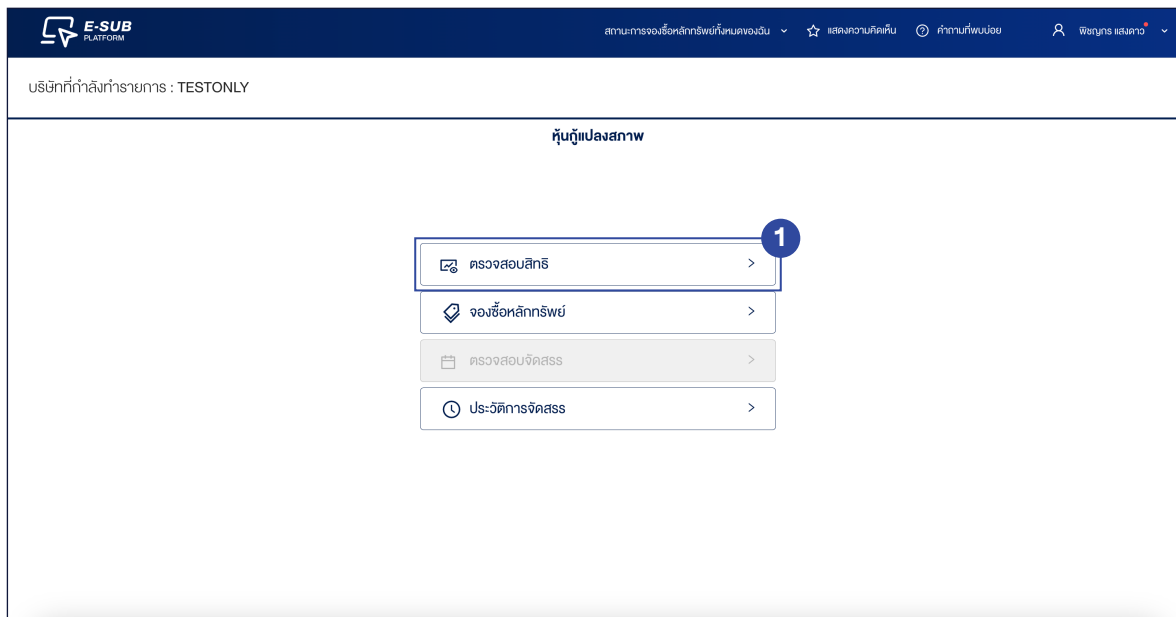 E-SUB
PLATFORM
สถานะการจองซื้อหลักทรัพย์ทั้งหมดของฉัน
แสดงความคิดเห็น
คำถามที่พบบ่อย
พิชญากร แสงดาว
บริษัทที่กำลังทำรายการ : TESTONLY
หุ้นกู้แปลงสภาพ
1
ตรวจสอบสิทธิ
จองซื้อหลักทรัพย์
ตรวจสอบจัดสรร
ประวัติการจัดสรร